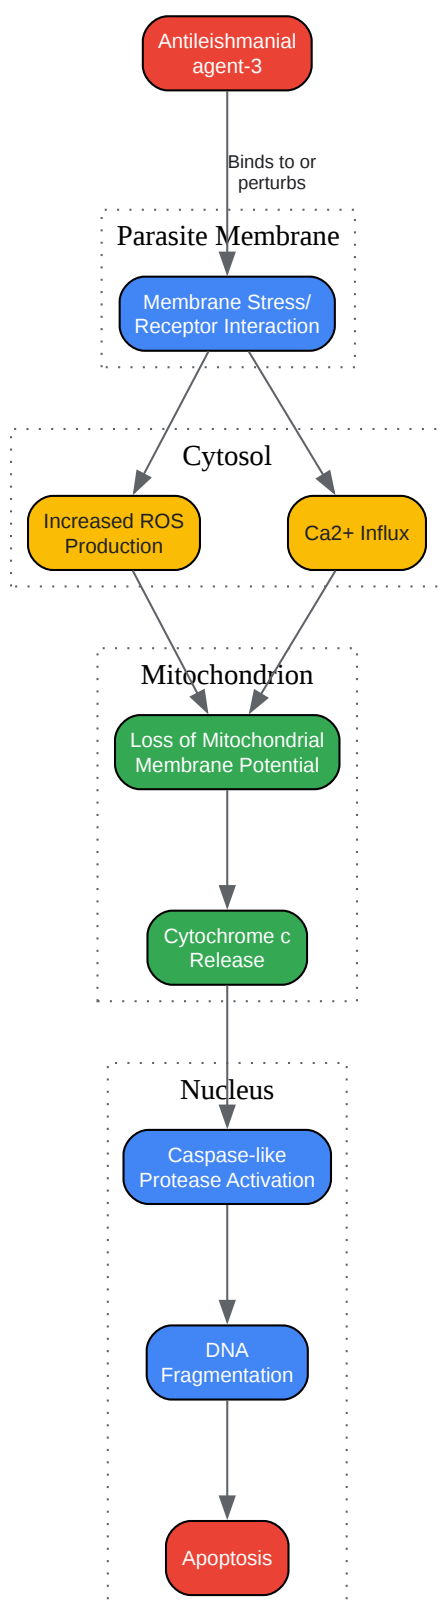 Antileishmanial
agent-3
Binds to or
perturbs
Parasite Membrane
Membrane Stress/
Receptor Interaction
Cytosol
Increased ROS
Production
Ca2+ Influx
Mitochondrion
Loss of Mitochondrial
Membrane Potential
Cytochrome c
Release
Nucleus
Caspase-like
Protease Activation
DNA
Fragmentation
Apoptosis